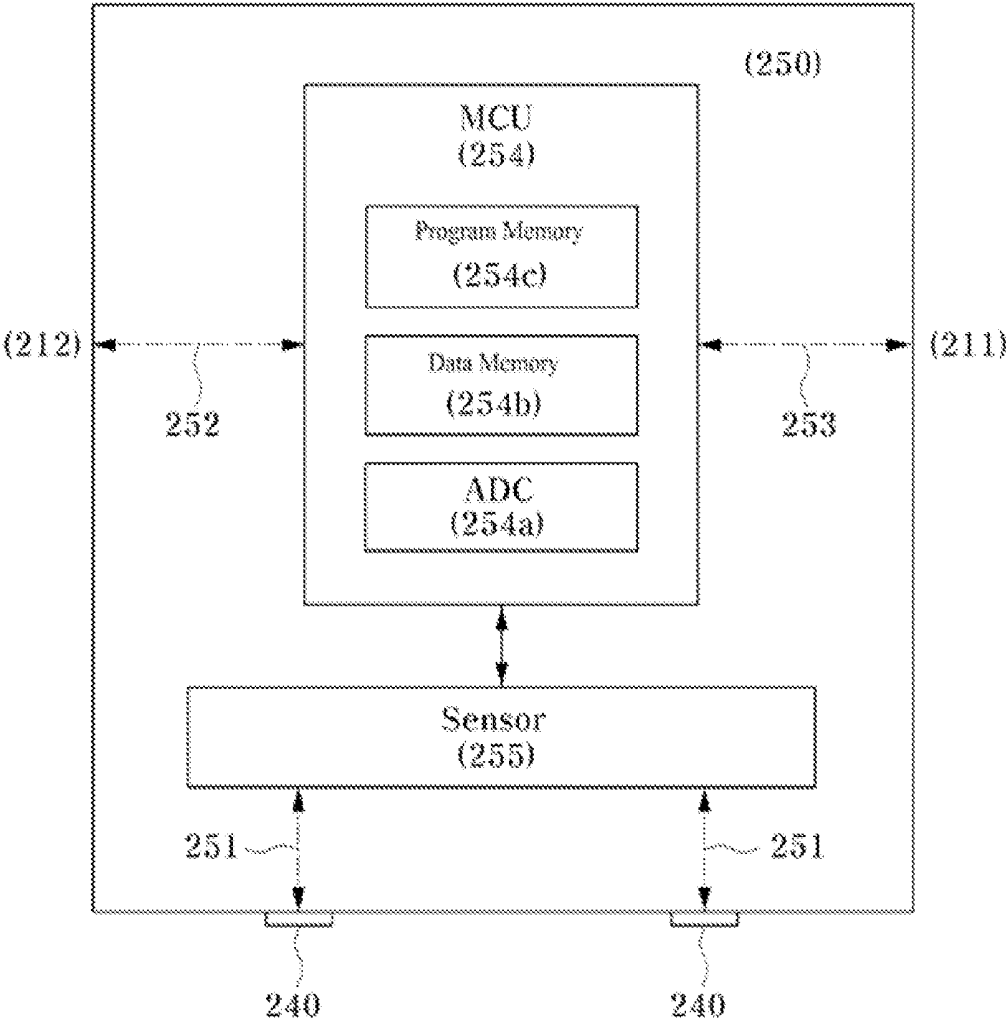 (250)
MCU
(254)
Program Memory
(254c)
(212)
(211)
Data Memory
(254b)
252
253
ADC
(254a)
Sensor
(255)
251
251
240
240